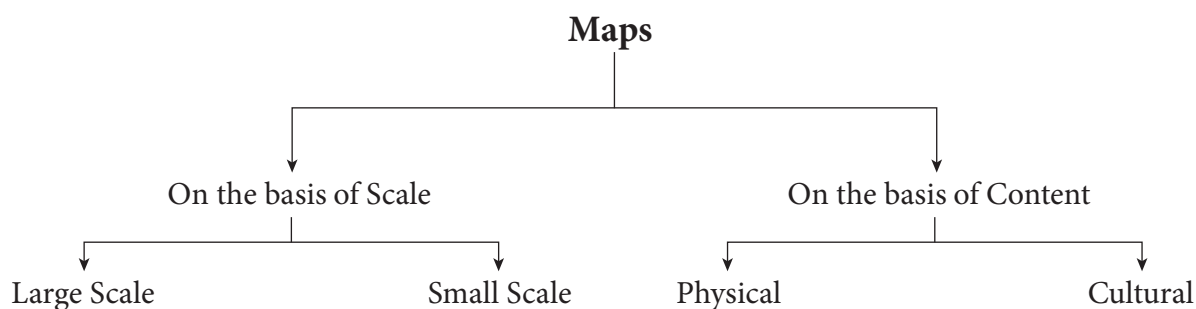 Maps
On the basis of Scale
On the basis of Content
Large Scale
Small Scale
Physical
Cultural